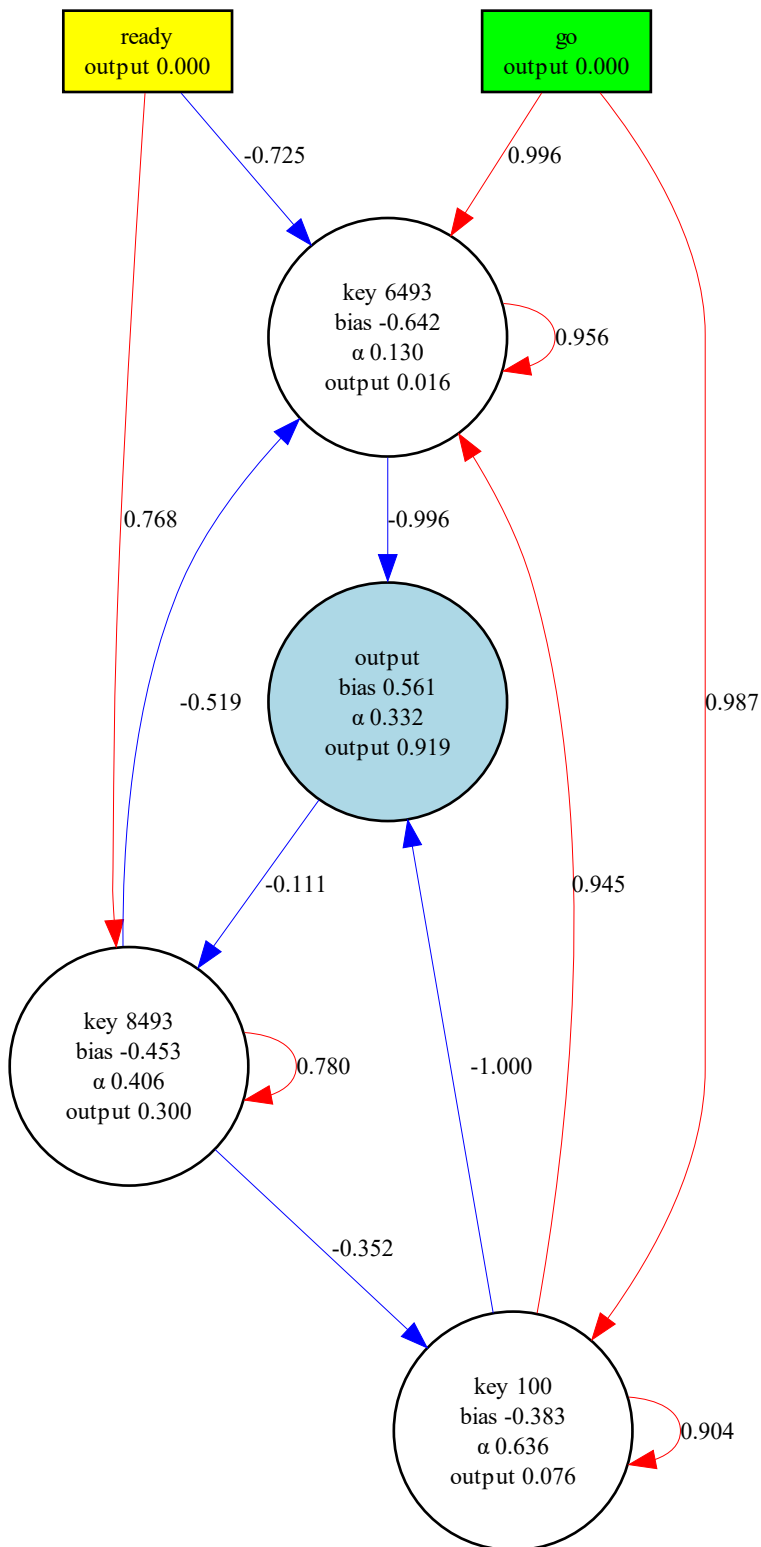 ready
output 0.000
go
output 0.000
-0.725
0.996
key 6493
bias -0.642
α 0.130
output 0.016
0.956
0.768
-0.996
-0.519
output
bias 0.561
α 0.332
output 0.919
0.987
-0.111
0.945
key 8493
bias -0.453
α 0.406
output 0.300
0.780
-1.000
-0.352
key 100
bias -0.383
α 0.636
output 0.076
0.904